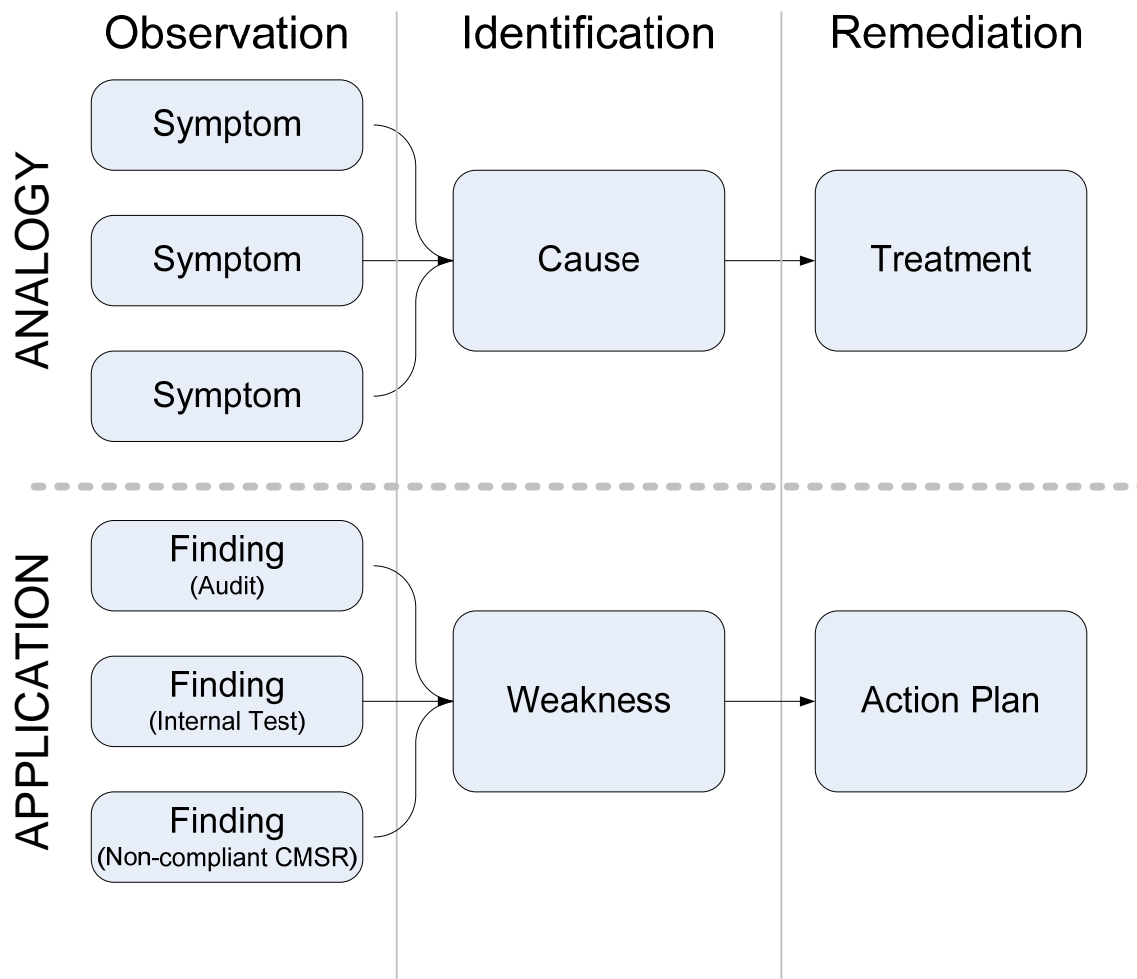 Observation
Identification
Remediation
ANALOGY
Symptom
Symptom
Symptom
Cause
Treatment
APPLICATION
Finding
(Audit)
Finding
(Internal Test)
Finding
(Non-compliant CMSR)
Weakness
Action Plan